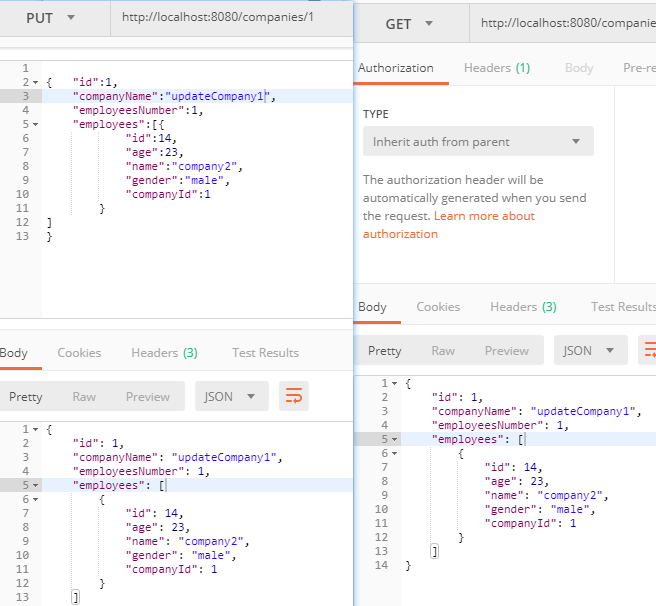 PUT
http://localhost:8080/companies/1
1
2 { "id":1,
3 "companyName":"updateCompany1",
4 "employeesNumber":1,
5 "employees":[{
6 "id":14,
7 "age":23,
8 "name":"company2",
9 "gender":"male",
10 "companyId":1
11 }
12 ]
13 }
Body Cookies Headers (3) Test Results
Pretty Raw Preview JSON
1 {
2 "id": 1,
3 "companyName": "updateCompany1",
4 "employeesNumber": 1,
5 "employees": [
6 {
7 "id": 14,
8 "age": 23,
9 "name": "company2",
10 "gender": "male",
11 "companyId": 1
12 }
13 ]
GET
http://localhost:8080/companie
Authorization Headers (1) Body Pre-re
TYPE
Inherit auth from parent
The authorization header will be
automatically generated when you send
the request. Learn more about
authorization
Body Cookies Headers (3) Test Results
Pretty Raw Preview JSON
1 {
2 "id": 1,
3 "companyName": "updateCompany1",
4 "employeesNumber": 1,
5 "employees": [
6 {
7 "id": 14,
8 "age": 23,
9 "name": "company2",
10 "gender": "male",
11 "companyId": 1
12 }
13 ]
14 }